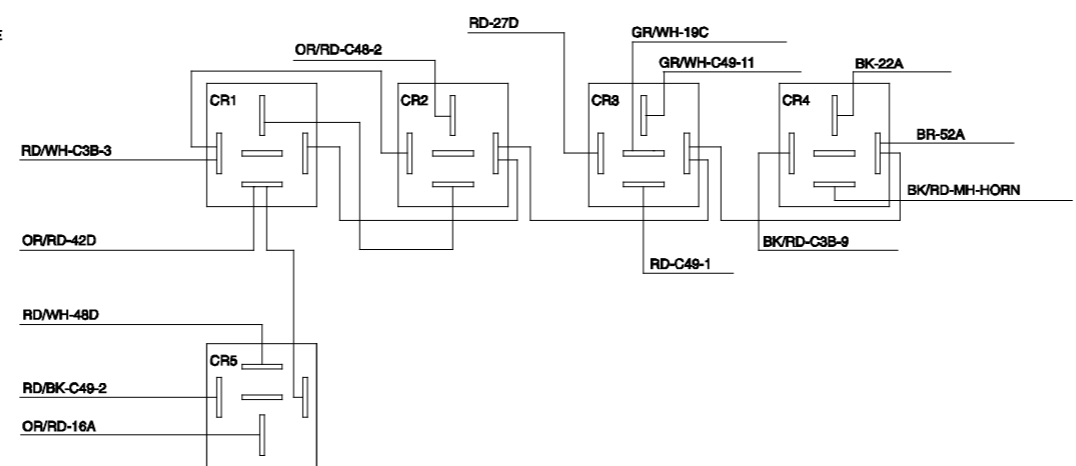 E
RD-27D
GR/WH-19C
OR/RD-C48-2
GR/WH-C49-11
BK-22A
CR1
CR2
CR3
CR4
BR-52A
RD/WH-C3B-3
BK/RD-MH-HORN
OR/RD-42D
BK/RD-C3B-9
RD-C49-1
RD/WH-48D
CR5
RD/BK-C49-2
OR/RD-16A